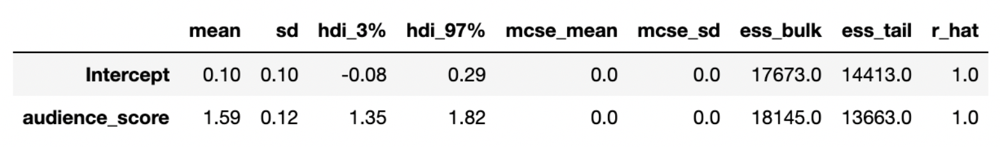 mean sd hdi_3% hdi_97% mcse_mean mcse_sd ess_bulk ess_tail r_hat
Intercept 0.10 0.10 -0.08 0.29 0.0 0.0 17673.0 14413.0 1.0
audience_score 1.59 0.12 1.35 1.82 0.0 0.0 18145.0 13663.0 1.0